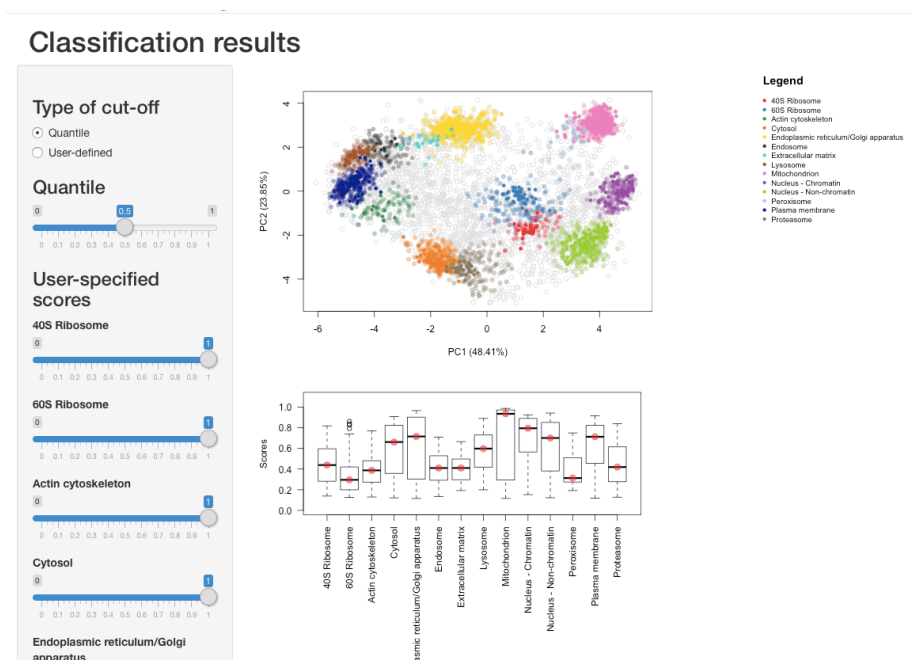 Classification results
Type of cut-off
Quantile
User-defined
Quantile
0 0.5 1
0 0.1 0.2 0.3 0.4 0.5 0.6 0.7 0.8 0.9 1
User-specified
scores
40S Ribosome
0 1
0 0.1 0.2 0.3 0.4 0.5 0.6 0.7 0.8 0.9 1
60S Ribosome
0 1
0 0.1 0.2 0.3 0.4 0.5 0.6 0.7 0.8 0.9 1
Actin cytoskeleton
0 1
0 0.1 0.2 0.3 0.4 0.5 0.6 0.7 0.8 0.9 1
Cytosol
0 1
0 0.1 0.2 0.3 0.4 0.5 0.6 0.7 0.8 0.9 1
Endoplasmic reticulum/Golgi
apparatus
PC2 (23.85%)
4
2
0
-2
-4
-6 -4 -2 0 2 4
PC1 (48.41%)
Legend
40S Ribosome
60S Ribosome
Actin cytoskeleton
Cytosol
Endoplasmic reticulum/Golgi apparatus
Endosome
Extracellular matrix
Lysosome
Mitochondrion
Nucleus - Chromatin
Nucleus - Non-chromatin
Peroxisome
Plasma membrane
Proteasome
Scores
1.0
0.8
0.6
0.4
0.2
0.0
40S Ribosome
60S Ribosome
Actin cytoskeleton
Cytosol
asmic reticulum/Golgi apparatus
Endosome
Extracellular matrix
Lysosome
Mitochondrion
Nucleus - Chromatin
Nucleus - Non-chromatin
Peroxisome
Plasma membrane
Proteasome